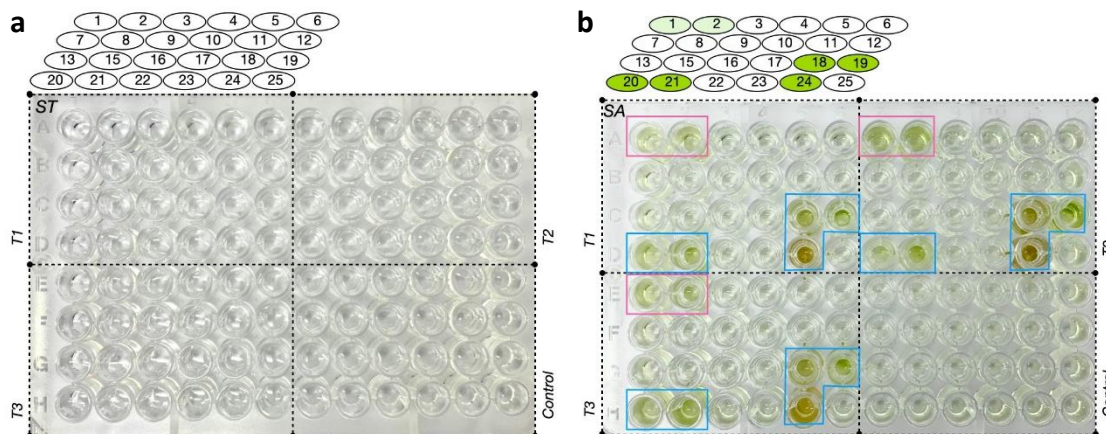 a
1 2 3 4 5 6
7 8 9 10 11 12
13 15 16 17 18 19
20 21 22 23 24 25
ST
A
B
C
D
E
F
G
H
T1
T2
T3
Control
b
1 2 3 4 5 6
7 8 9 10 11 12
13 15 16 17 18 19
20 21 22 23 24 25
SA
A
B
C
D
E
F
H
T1
T3